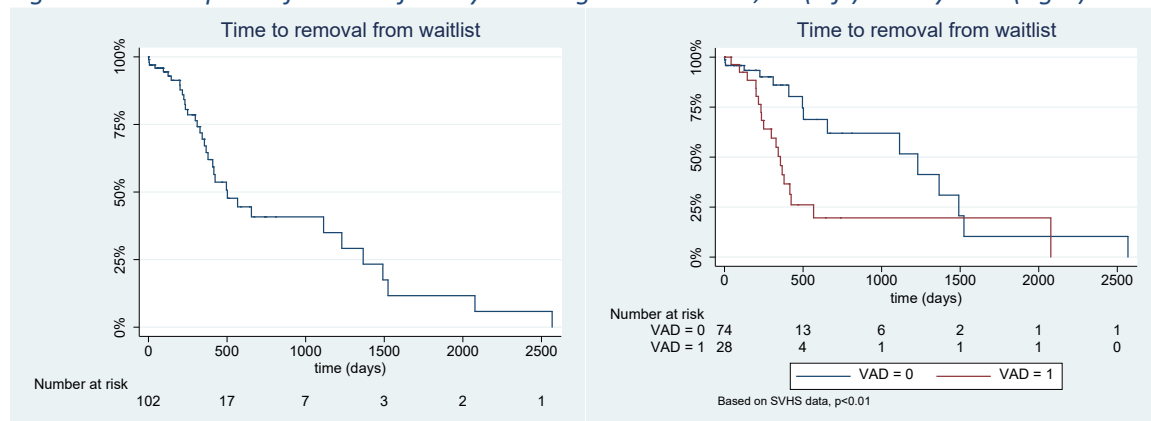 Time to removal from waitlist
100%
75%
50%
25%
0%
0 500 1000 1500 2000 2500
time (days)
Number at risk
102 17 7 3 2 1
Time to removal from waitlist
100%
75%
50%
25%
0%
0 500 1000 1500 2000 2500
time (days)
Number at risk
VAD = 0 74 13 6 2 1 1
VAD = 1 28 4 1 1 1 0
VAD = 0 VAD = 1
Based on SVHS data, p<0.01